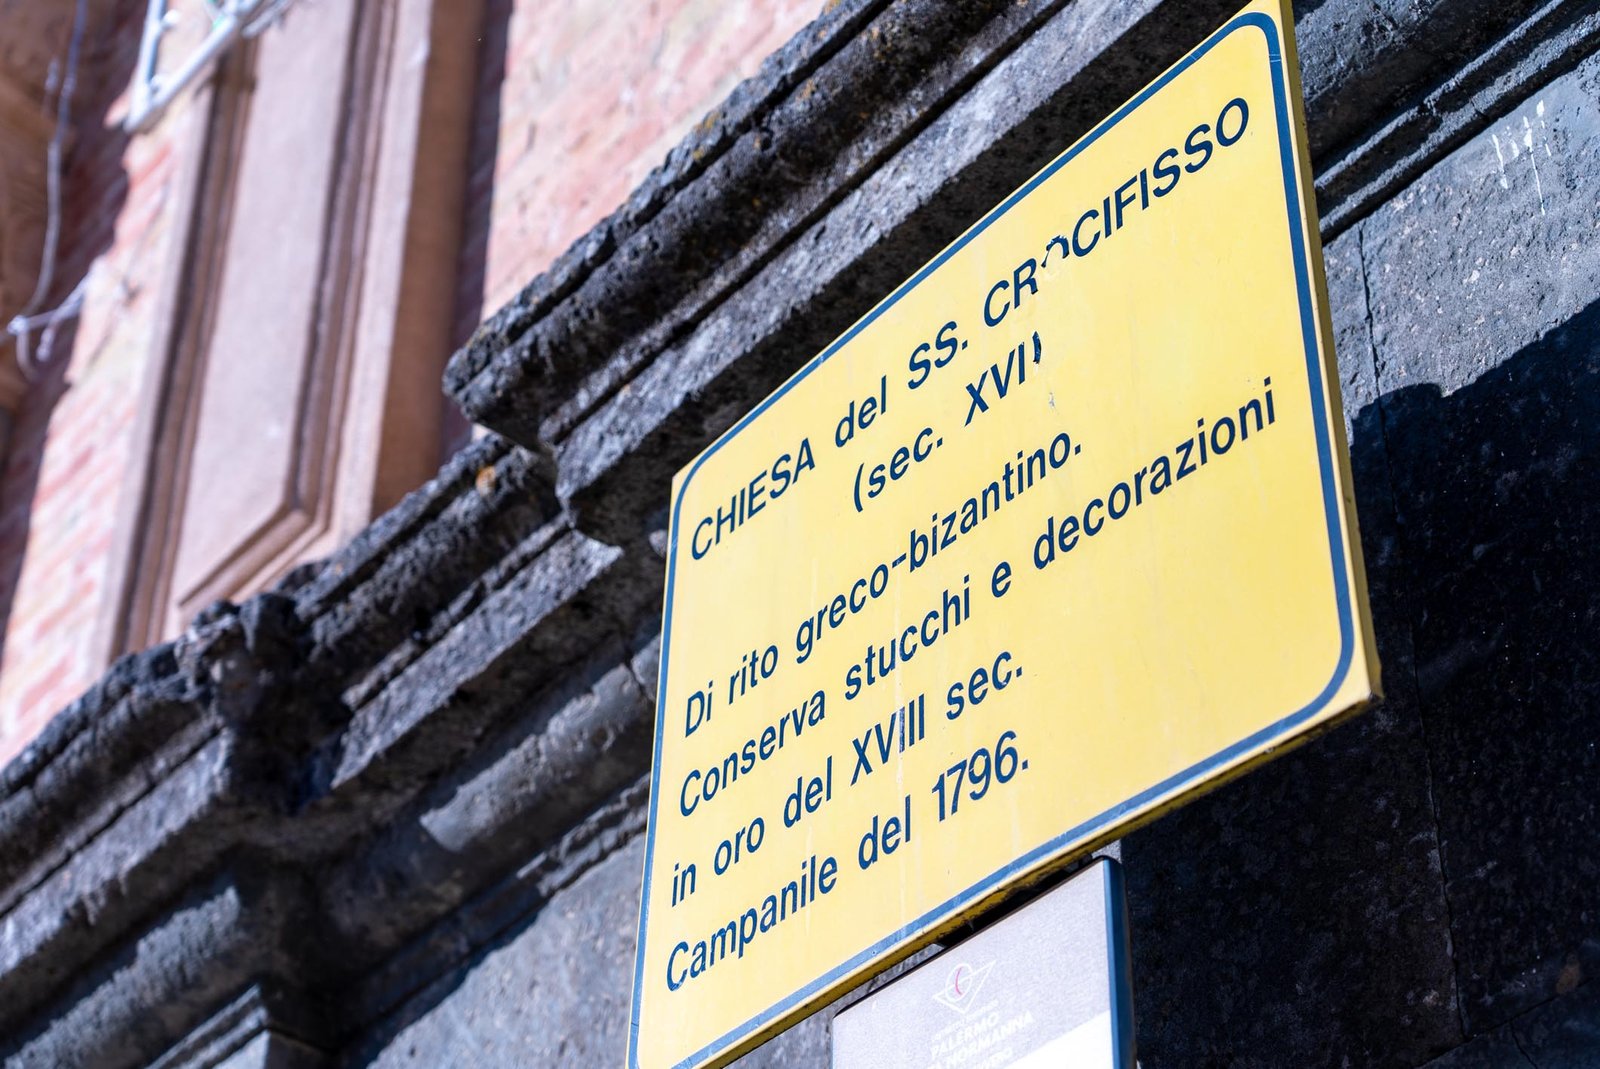 CHIESA del SS. CROCIFISSO
(sec. XVII)
Di rito greco-bizantino.
Conserva stucchi e decorazioni
in oro del XVIII sec.
Campanile del 1796.
PALERMO
NORMANNA